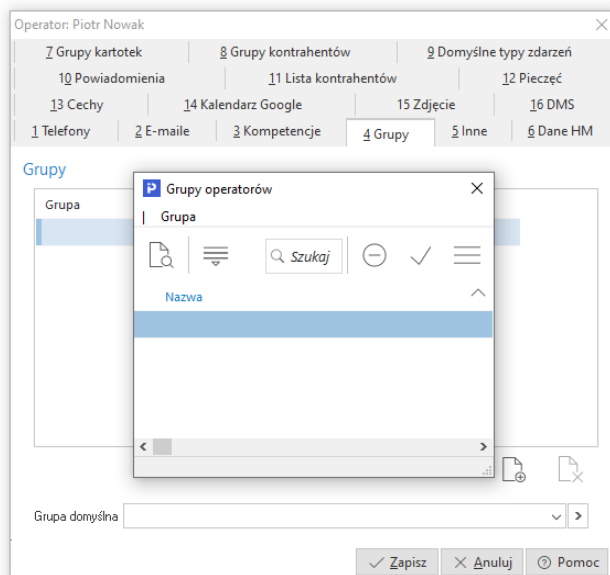 Operator: Piotr Nowak
7 Grupy kartotek 8 Grupy kontrahentów 9 Domyślne typy zdarzeń
10 Powiadomienia 11 Lista kontrahentów 12 Pieczęć
13 Cechy 14 Kalendarz Google 15 Zdjęcie 16 DMS
1 Telefony 2 E-maile 3 Kompetencje 4 Grupy 5 Inne 6 Dane HM
Grupy
Grupa
Grupy operatorów
Grupa
Szukaj
Nazwa
Grupa domyślna
Zapisz Anuluj Pomoc